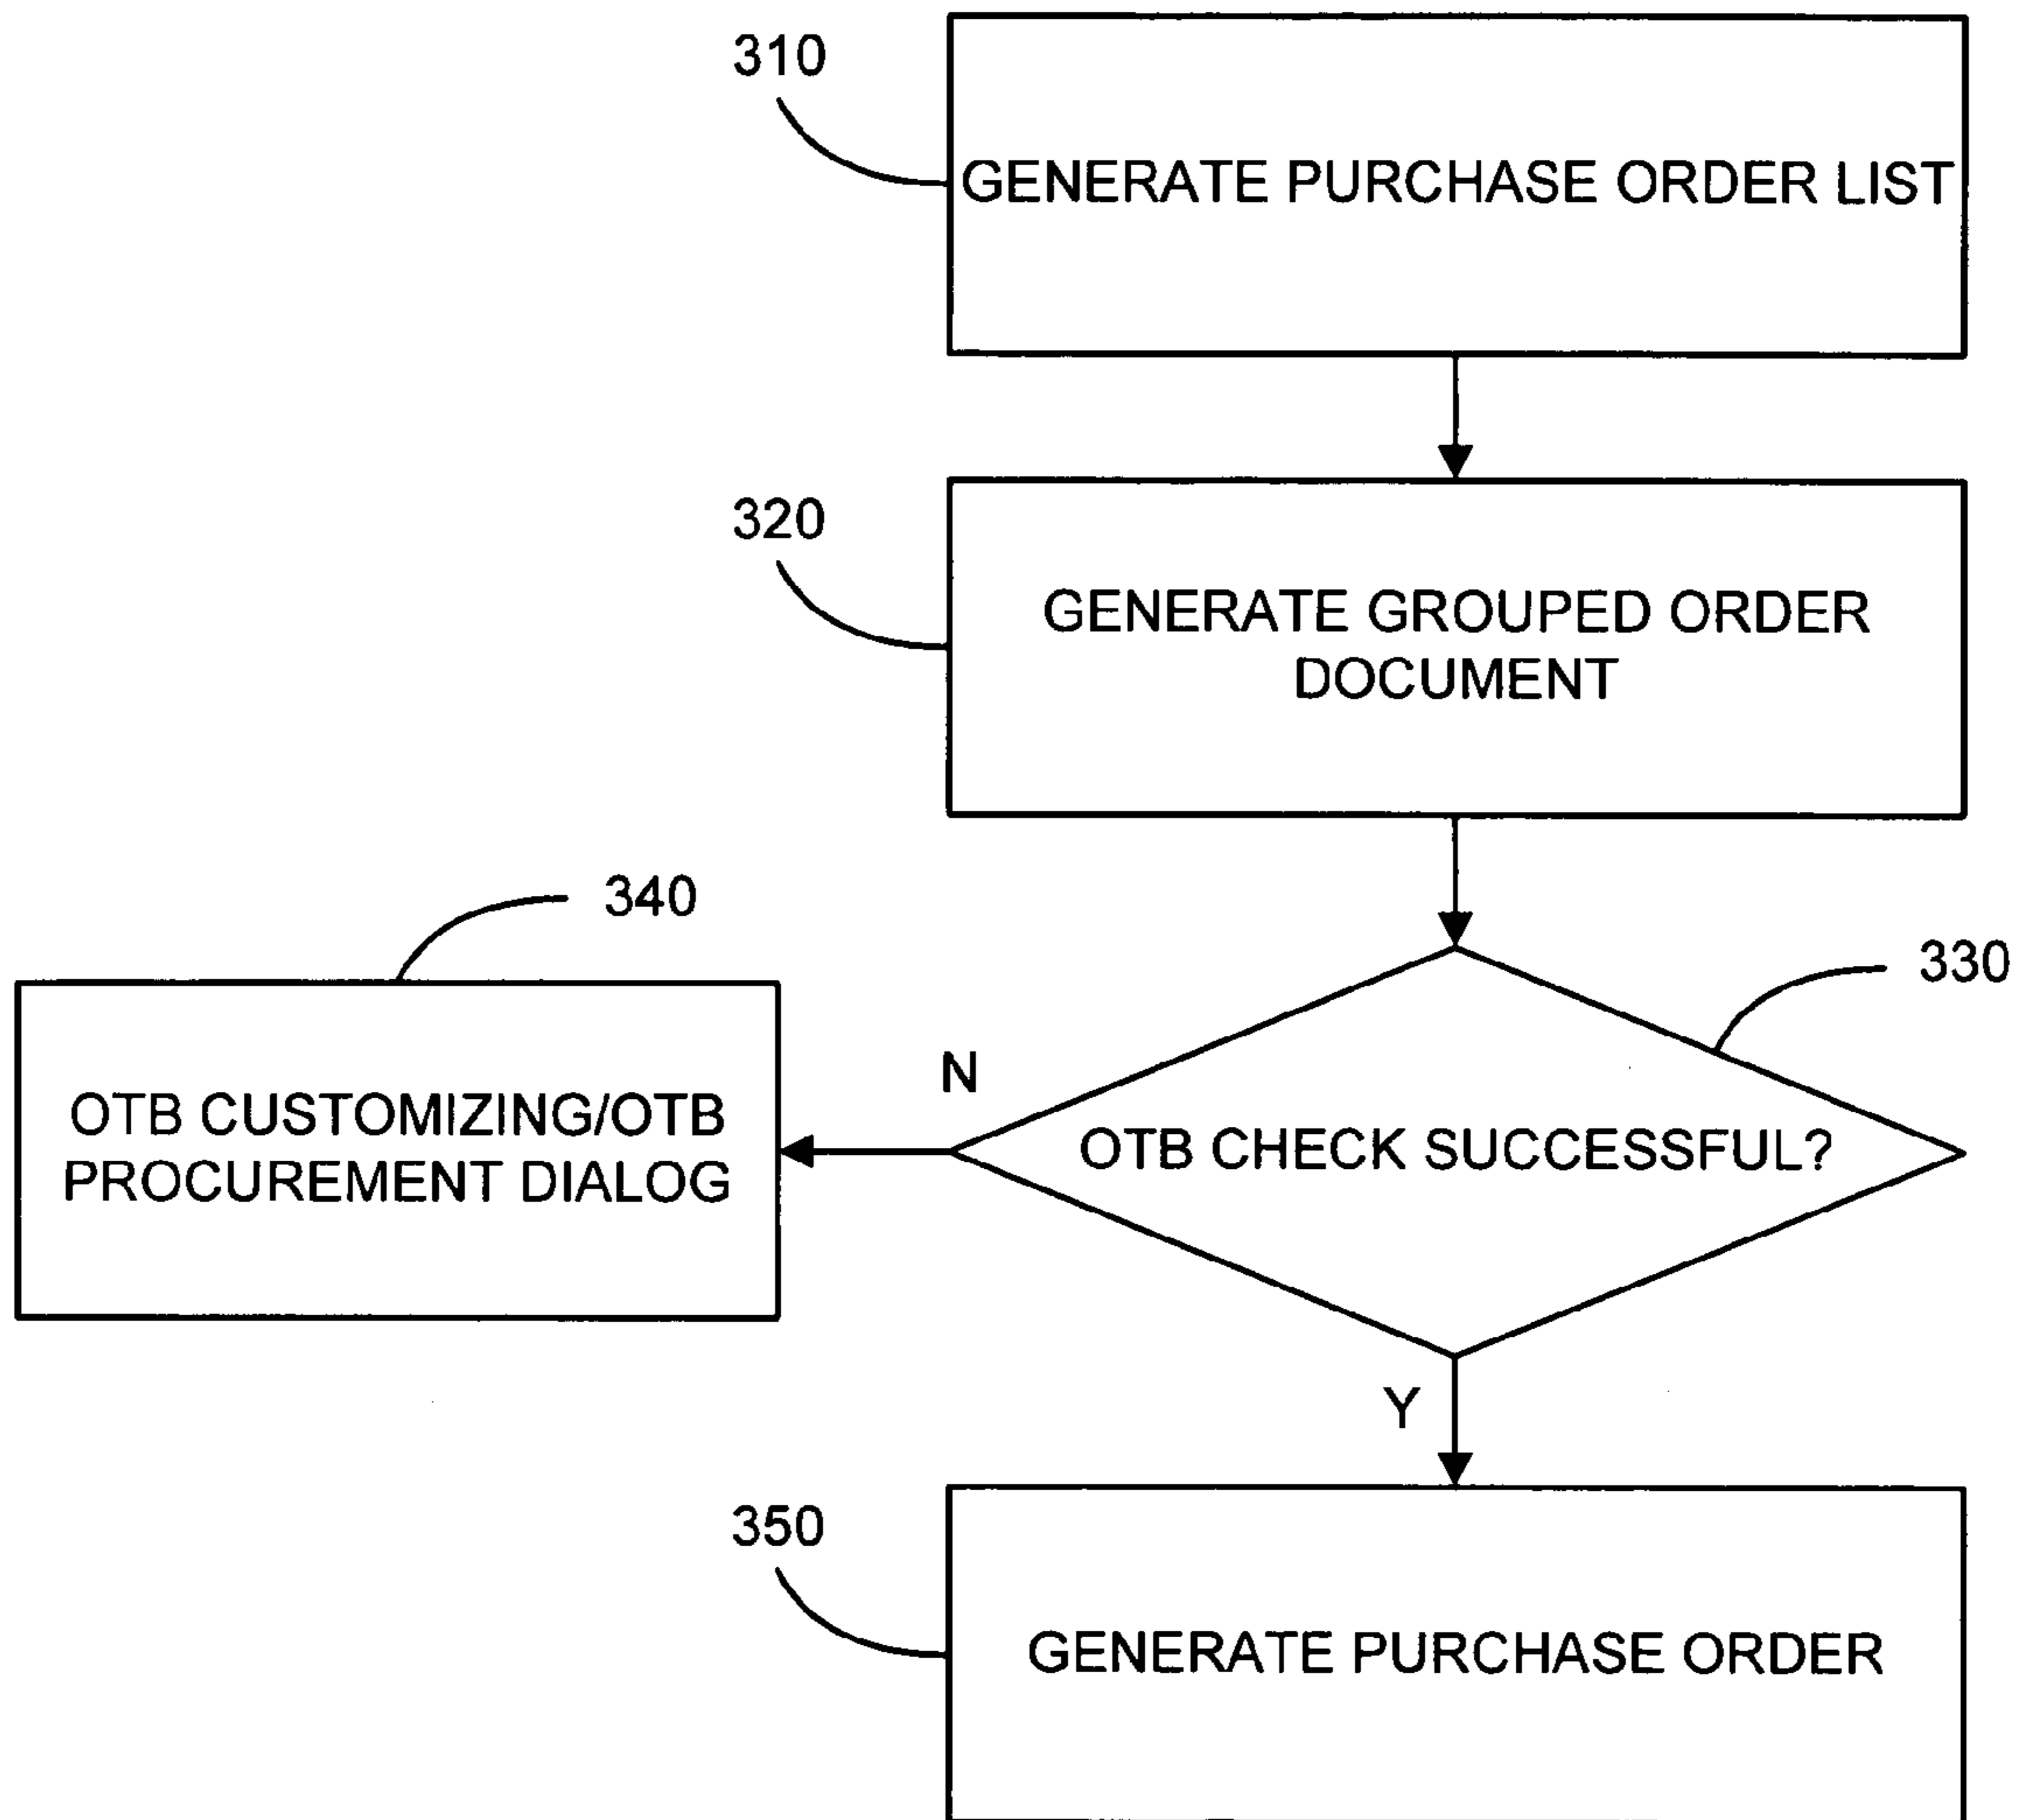 310
GENERATE PURCHASE ORDER LIST
320
GENERATE GROUPED ORDER
DOCUMENT
340
330
N
OTB CUSTOMIZING/OTB
PROCUREMENT DIALOG
OTB CHECK SUCCESSFUL?
Y
350
GENERATE PURCHASE ORDER